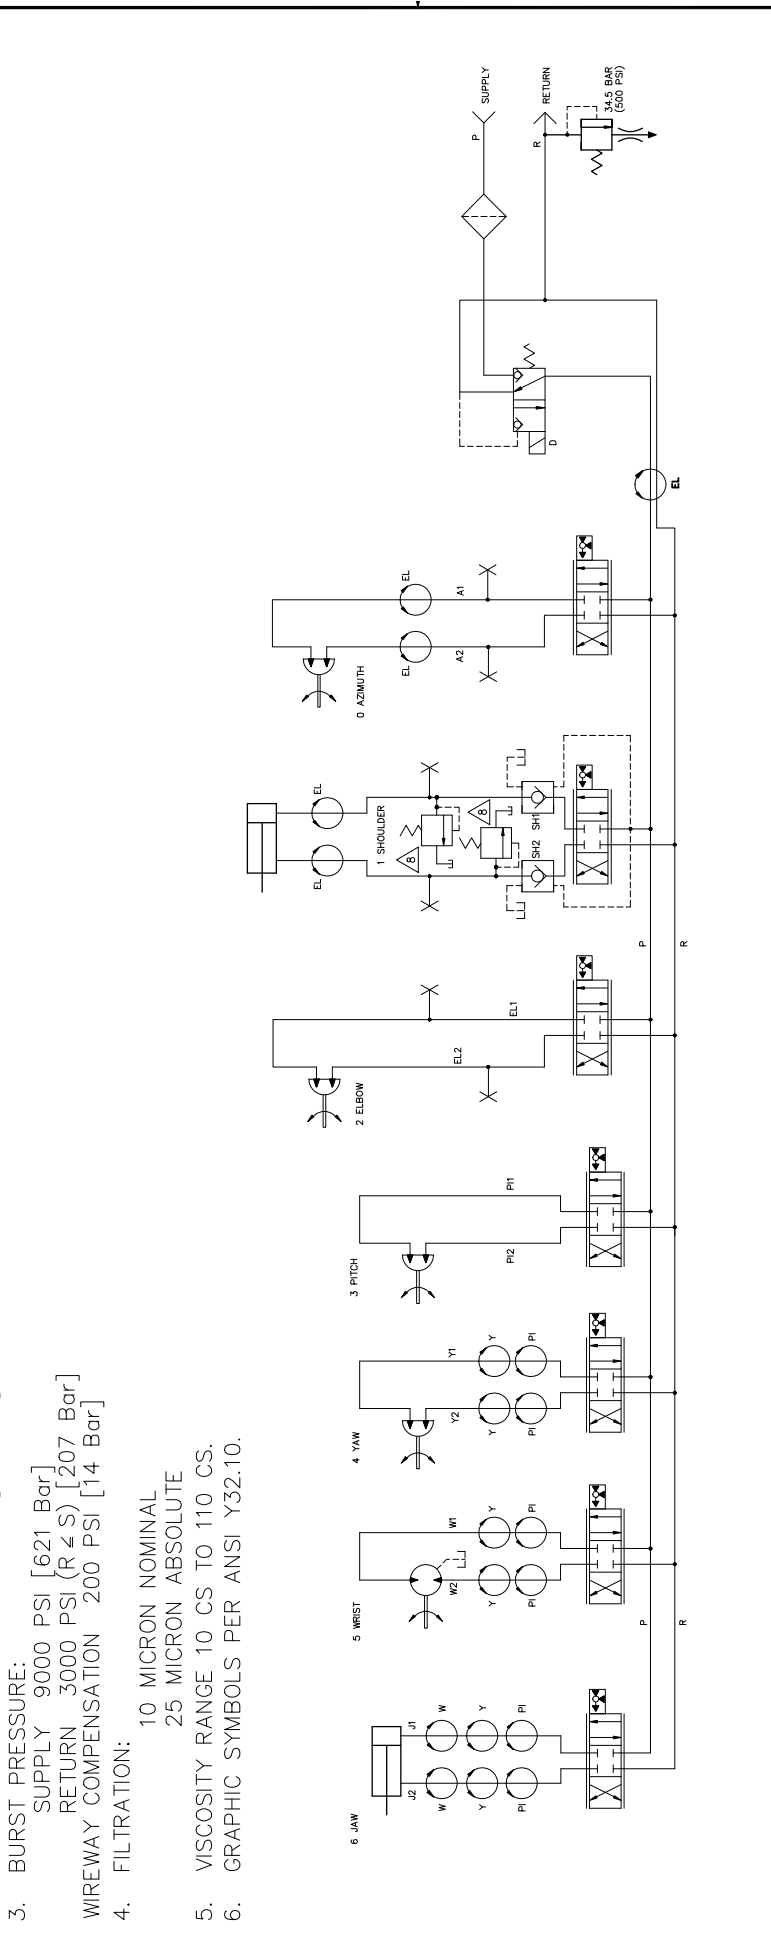 3. BURST PRESSURE:
SUPPLY 9000 PSI [621 Bar]
RETURN 3000 PSI (R ≤ S) [207 Bar]
WIREWAY COMPENSATION 200 PSI [14 Bar]
4. FILTRATION:
10 MICRON NOMINAL
25 MICRON ABSOLUTE
5. VISCOSITY RANGE 10 CS TO 110 CS.
6. GRAPHIC SYMBOLS PER ANSI Y32.10.
6 JAW
J2
J1
W
W
Y
Y
PI
PI
5 WRIST
W2
W1
Y
Y
PI
PI
4 YAW
Y2
Y1
Y
Y
PI
PI
3 PITCH
PI2
PI1
2 ELBOW
EL2
EL1
1 SHOULDER
EL
EL
8
8
SH2
SH1
0 AZIMUTH
EL
EL
A2
A1
P
R
P
R
EL
D
P
SUPPLY
R
RETURN
34.5 BAR
(500 PSI)